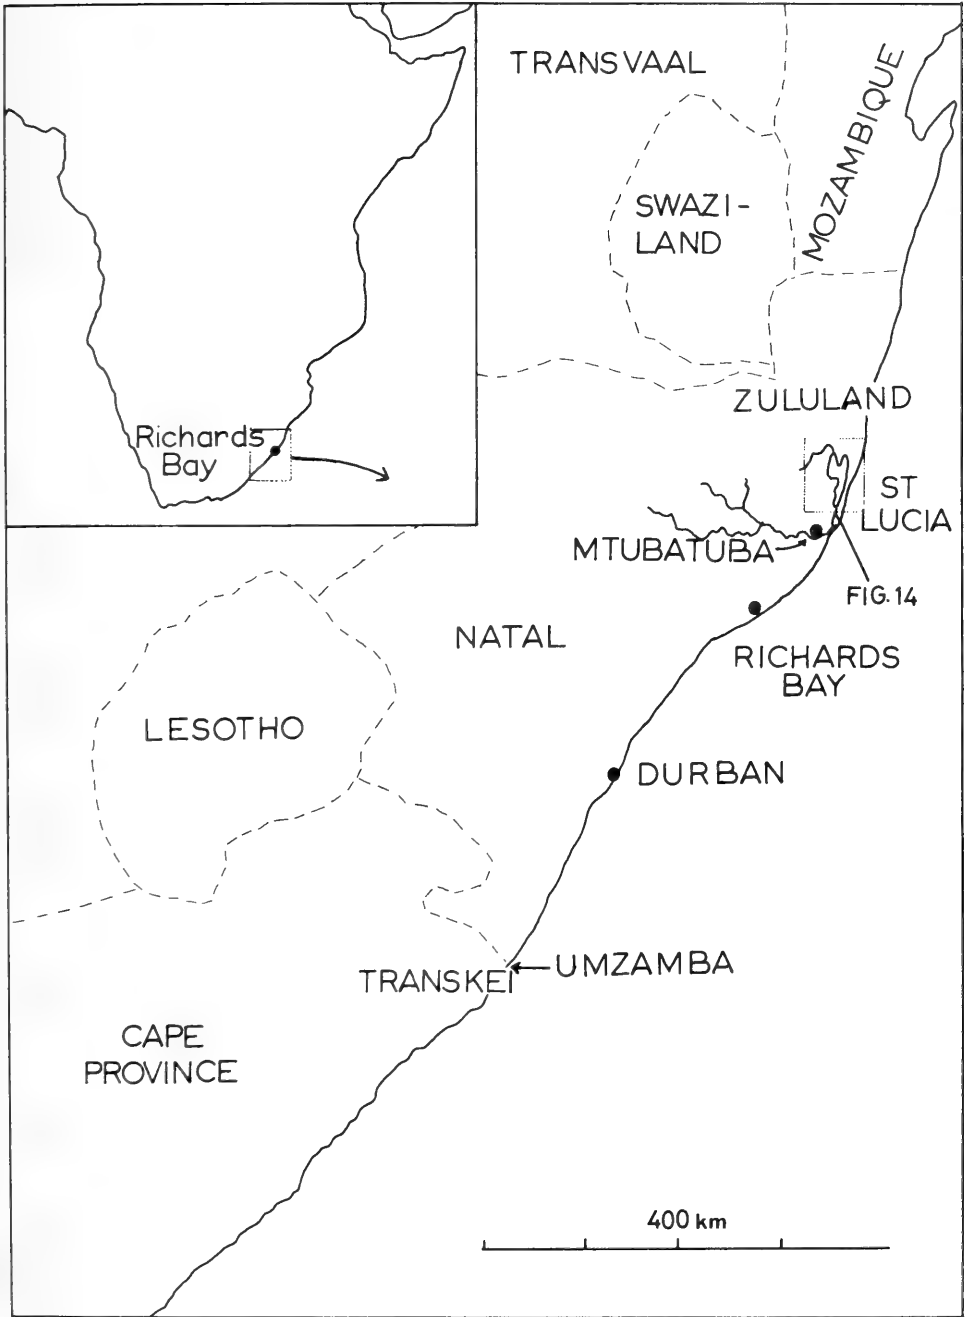 TRANSVAAL
MOZAMBIQUE
SWAZI-
LAND
ZULULAND
Richards
Bay
ST
LUCIA
MTUBATUBA
FIG.14
NATAL
RICHARDS
BAY
LESOTHO
DURBAN
UMZAMBA
TRANSKEI
CAPE
PROVINCE
400 km